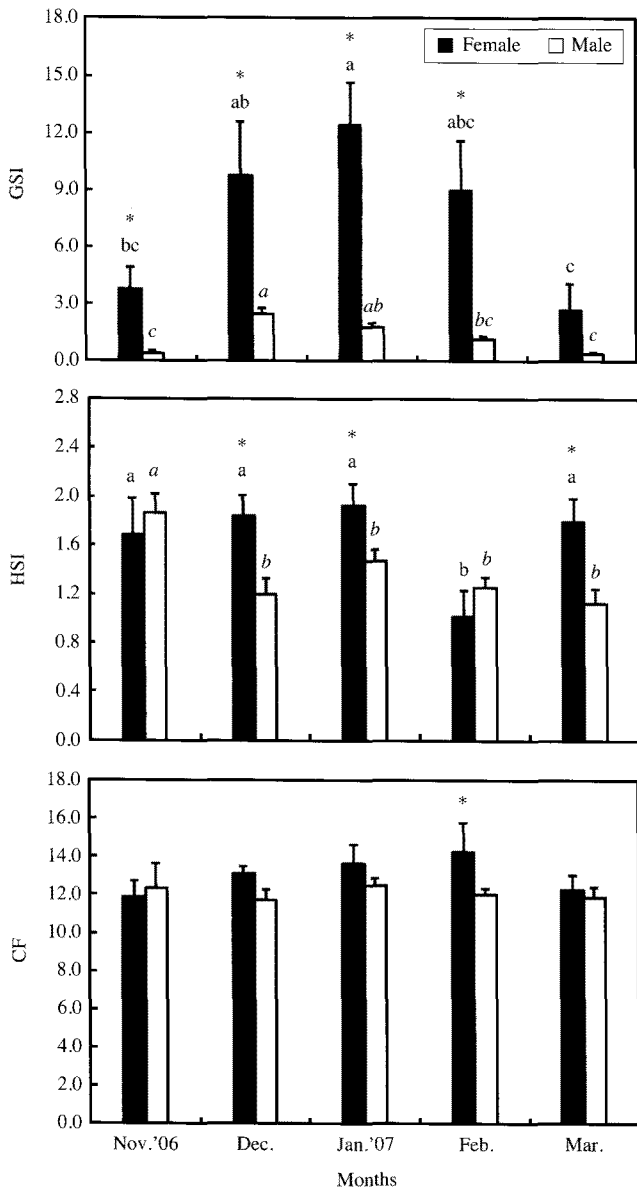 18.0
15.0
12.0
9.0
6.0
3.0
0.0
GSI
■ Female □ Male
* bc
c
* ab
a
* a
ab
* abc
bc
c
c
2.8
2.4
2.0
1.6
1.2
0.8
0.4
0.0
HSI
a a
* a
b
* a
b
b b
* a
b
18.0
16.0
14.0
12.0
10.0
8.0
6.0
4.0
2.0
0.0
CF
*
Nov.'06 Dec. Jan.'07 Feb. Mar.
Months